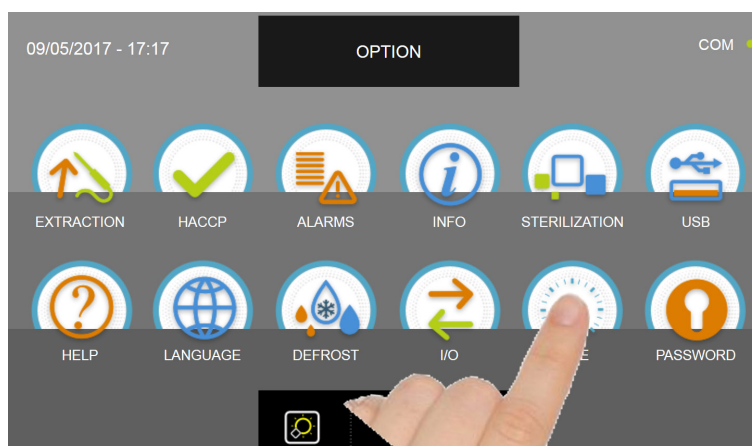 09/05/2017 - 17:17
OPTION
COM
EXTRACTION
HACCP
ALARMS
INFO
STERILIZATION
USB
HELP
LANGUAGE
DEFROST
I/O
PASSWORD